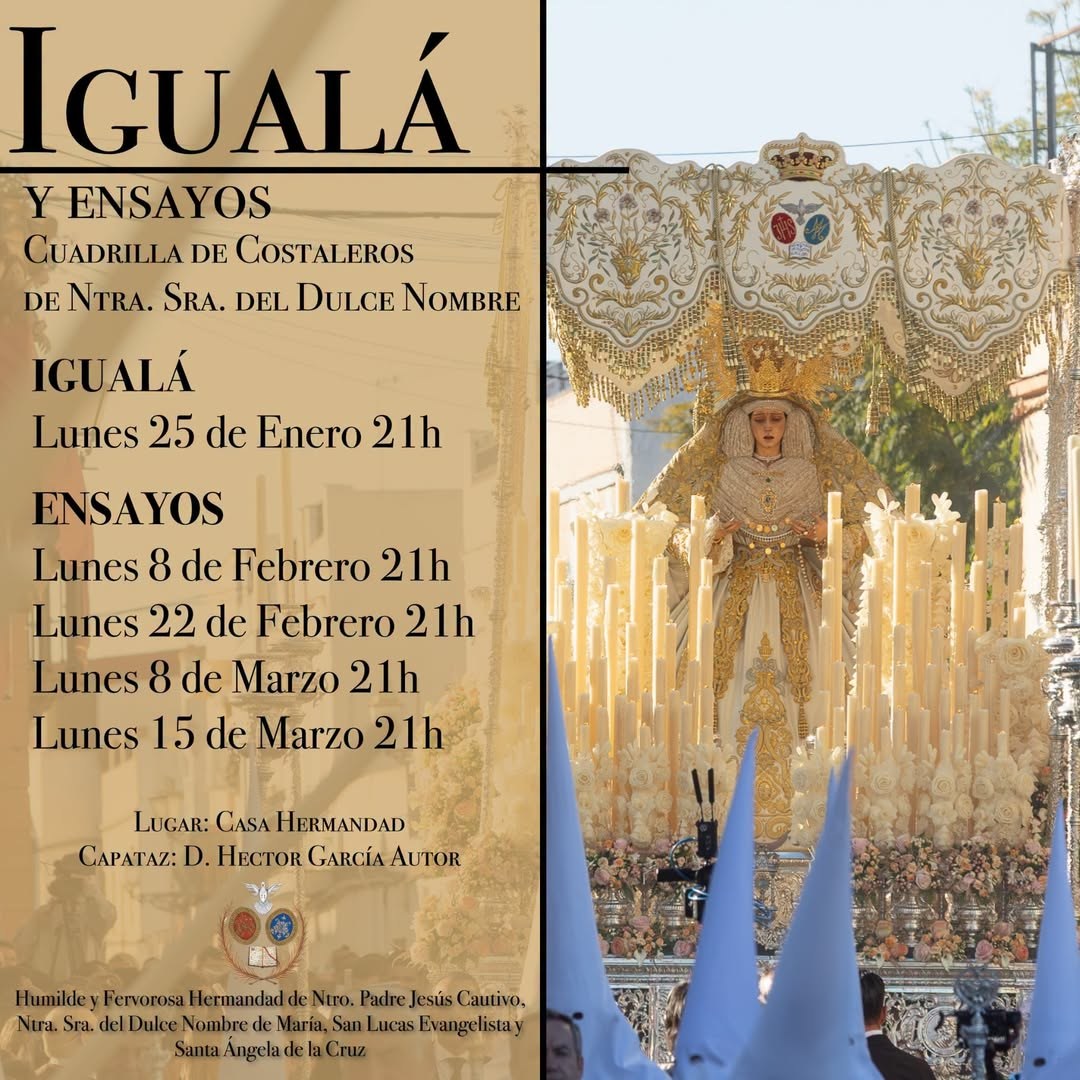 IGUALÁ
Y ENSAYOS
CUADRILLA DE COSTALEROS
DE NTRA. SRA. DEL DULCE NOMBRE
IGUALÁ
Lunes 25 de Enero 21h
ENSAYOS
Lunes 8 de Febrero 21h
Lunes 22 de Febrero 21h
Lunes 8 de Marzo 21h
Lunes 15 de Marzo 21h
LUGAR: CASA HERMANDAD
CAPATAZ: D. HECTOR GARCÍA AUTOR
Humilde y Fervorosa Hermandad de Ntro. Padre Jesús Cautivo,
Ntra. Sra. del Dulce Nombre de María, San Lucas Evangelista y
Santa Ángela de la Cruz
JHS